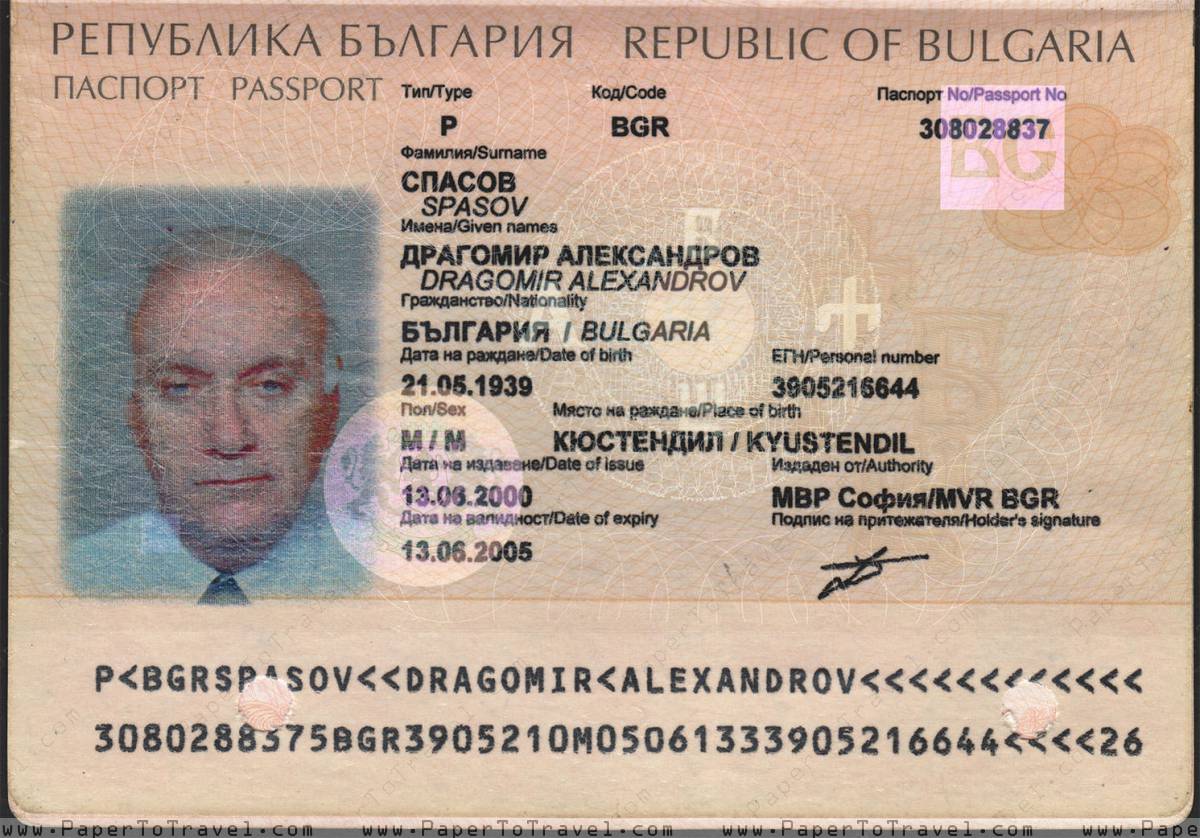 РЕПУБЛИКА БЪЛГАРИЯ REPUBLIC OF BULGARIA
ПАСПОРТ PASSPORT Тип/Type Код/Code Паспорт No/Passport No
P BGR 308028837
BG
Фамилия/Surname
СПАСОВ
SPASOV
Имена/Given names
ДРАГОМИР АЛЕКСАНДРОВ
DRAGOMIR ALEXANDROV
Гражданство/Nationality
БЪЛГАРИЯ / BULGARIA
Дата на раждане/Date of birth ЕГН/Personal number
21.05.1939 3905216644
Пол/Sex Място на раждане/Place of birth
М / M КЮСТЕНДИЛ / KYUSTENDIL
Дата на издаване/Date of issue Издаден от/Authority
13.06.2000 МВР София/MVR BGR
Дата на валидност/Date of expiry Подпис на притежателя/Holder's signature
13.06.2005
P<BGRSPASOV<<DRAGOMIR<ALEXANDROV<<<<<<<<<<<<
3080288375BGR3905210M05061333905216644<<<<26
www.PaperToTravel.com www.PaperToTravel.com www.PaperToTravel.com www.PaperToTravel.com